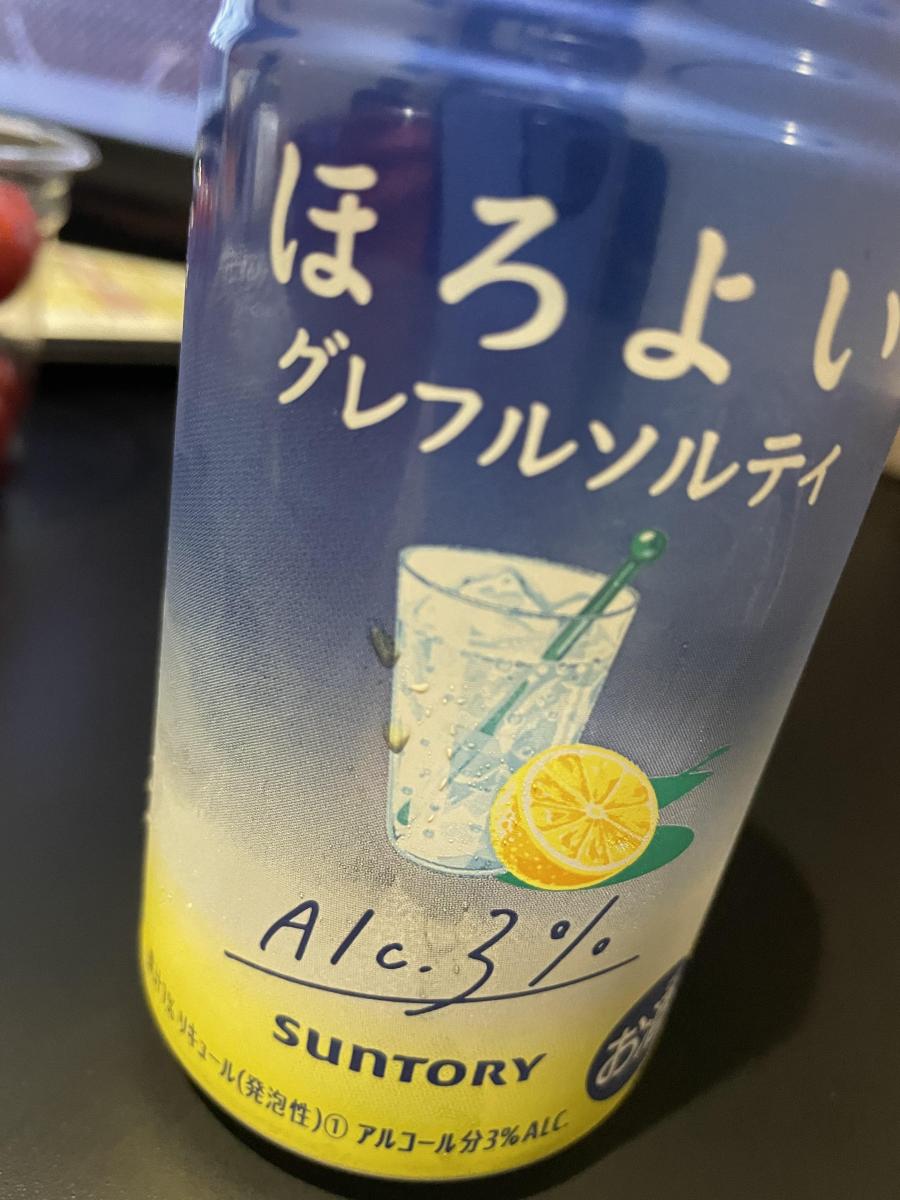 ほろよい
グレフルソルティ
Alc.3%
SUNTORY
リキュール(発泡性)① アルコール分3%ALC.